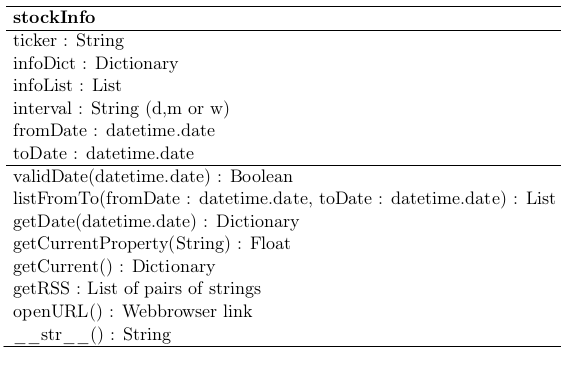 stockInfo
ticker : String
infoDict : Dictionary
infoList : List
interval : String (d,m or w)
fromDate : datetime.date
toDate : datetime.date
validDate(datetime.date) : Boolean
listFromTo(fromDate : datetime.date, toDate : datetime.date) : List
getDate(datetime.date) : Dictionary
getCurrentProperty(String) : Float
getCurrent() : Dictionary
getRSS : List of pairs of strings
openURL() : Webbrowser link
__str__() : String